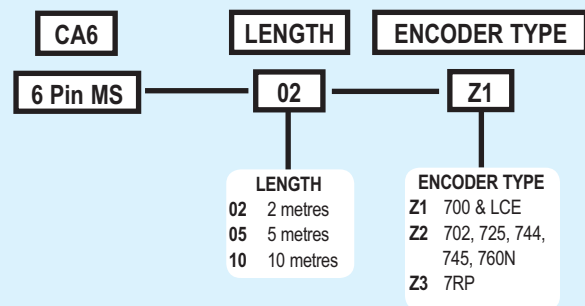 CA6 LENGTH ENCODER TYPE
6 Pin MS 02 Z1
LENGTH
02 2 metres
05 5 metres
10 10 metres
ENCODER TYPE
Z1 700 & LCE
Z2 702, 725, 744,
745, 760N
Z3 7RP